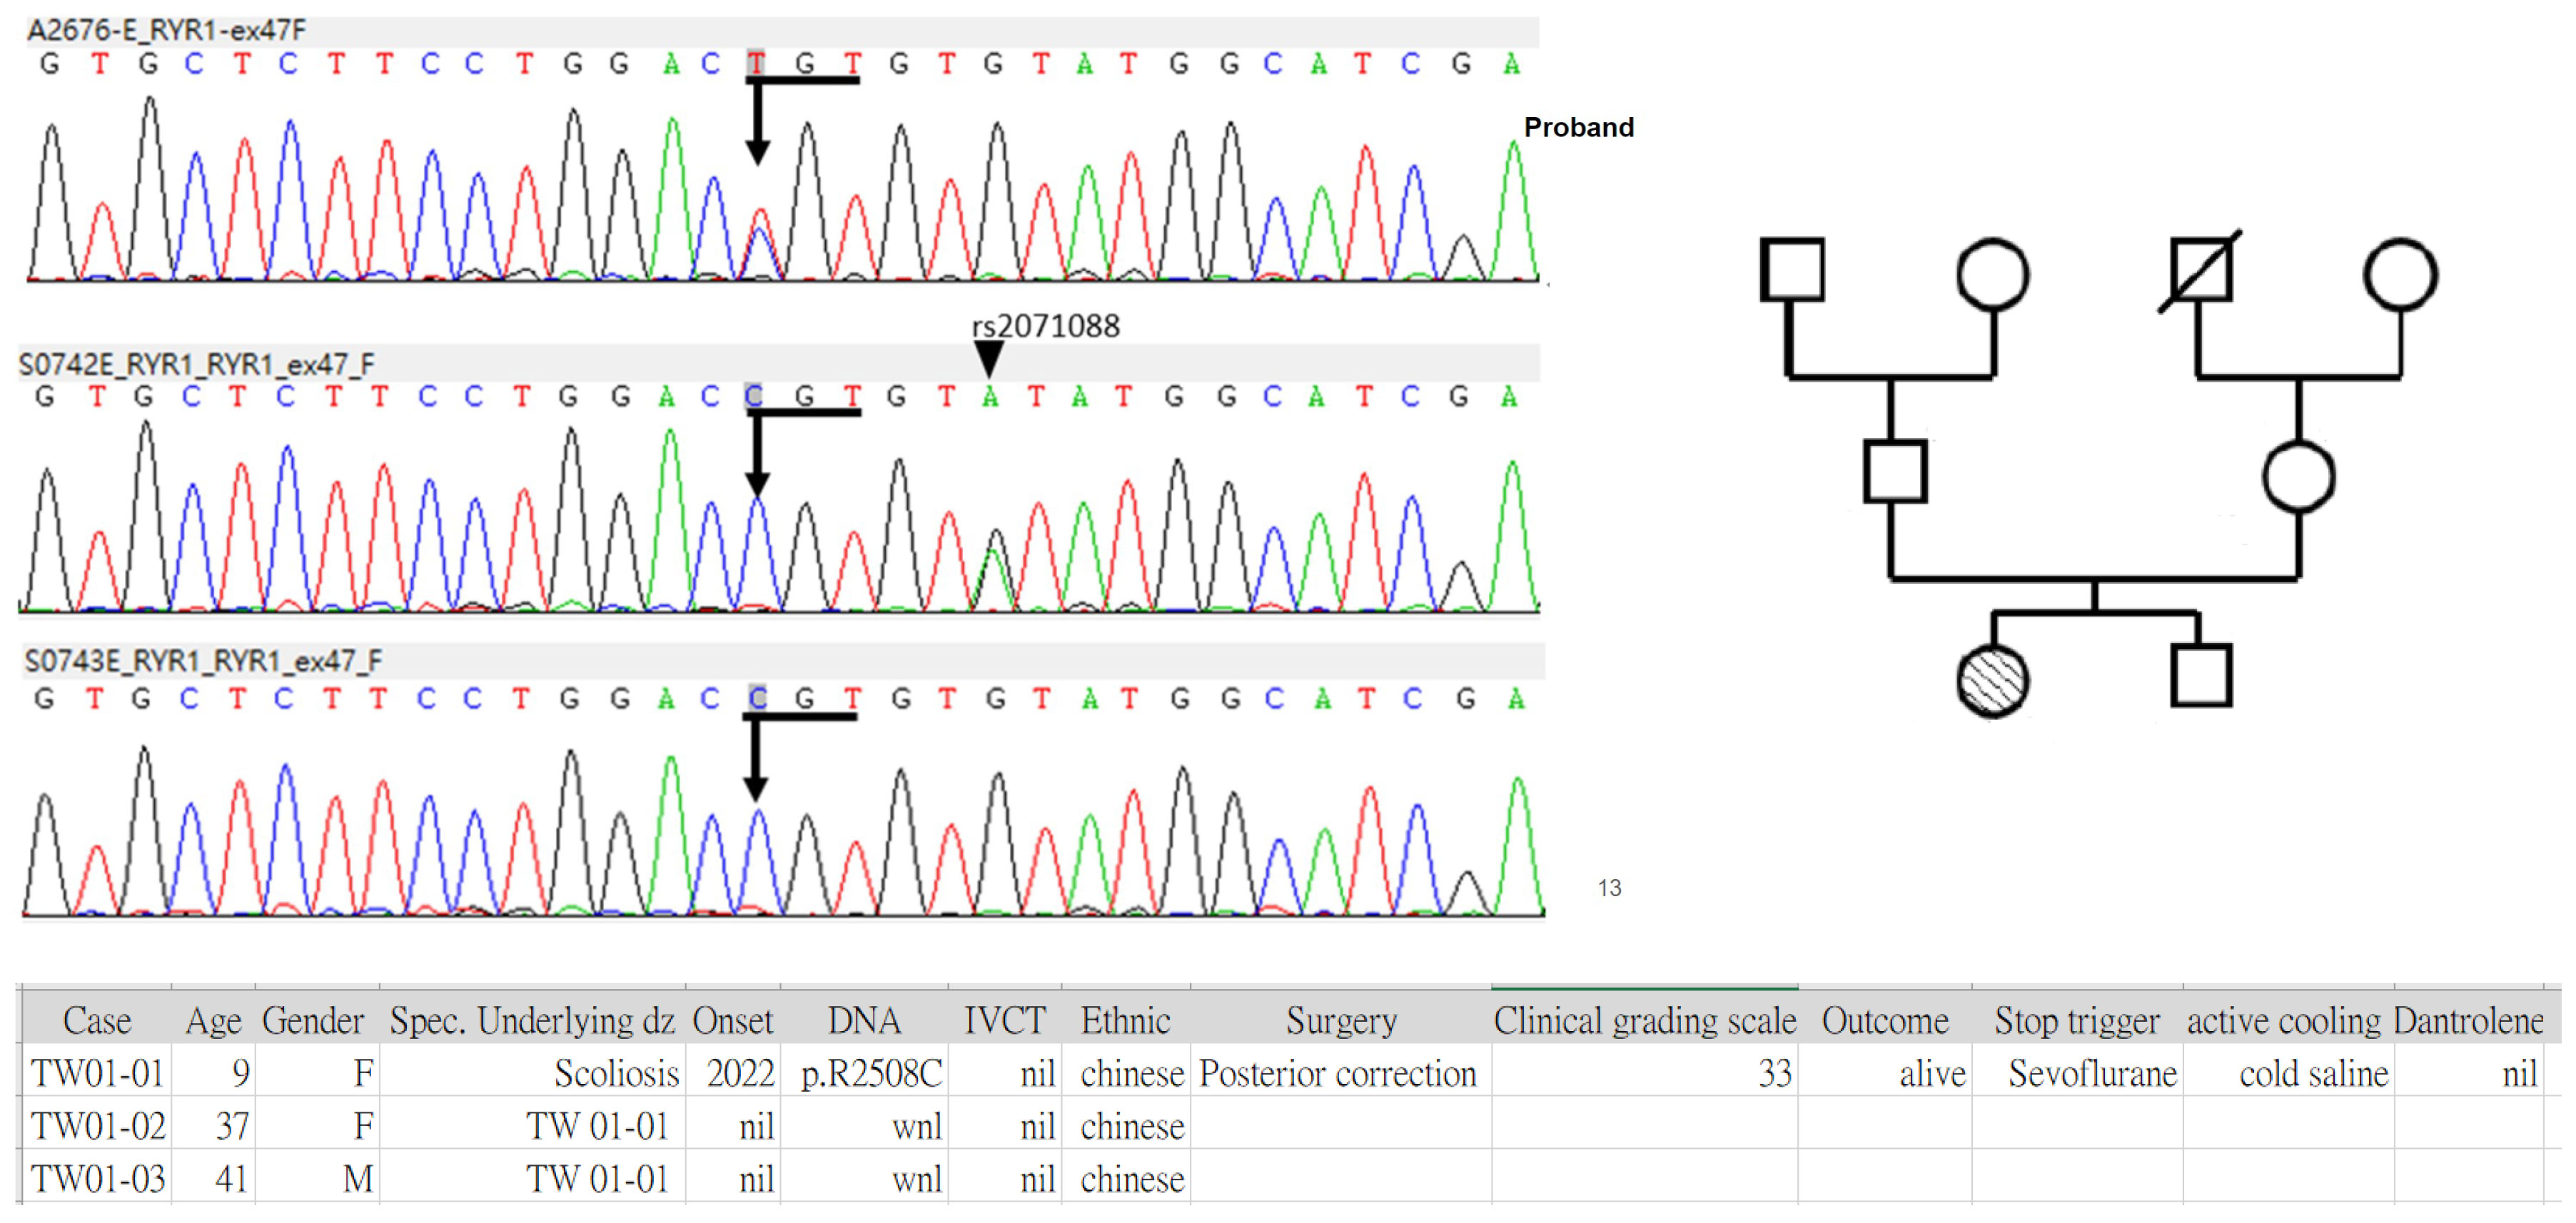 A2676-E_RYR1-ex47F
G T G C T C T T C C T G G A C T G T G T G T A T G G C A T C G A
Proband
rs2071088
S0742E_RYR1_RYR1_ex47_F
G T G C T C T T C C T G G A C C G T G T A T A T G G C A T C G A
S0743E_RYR1_RYR1_ex47_F
G T G C T C T T C C T G G A C C G T G T G T A T G G C A T C G A
13
Case Age Gender Spec. Underlying dz Onset DNA IVCT Ethnic Surgery Clinical grading scale Outcome Stop trigger active cooling Dantrolene
TW01-01 9 F Scoliosis 2022 p.R2508C nil chinese Posterior correction 33 alive Sevoflurane cold saline nil
TW01-02 37 F TW 01-01 nil wnl nil chinese
TW01-03 41 M TW 01-01 nil wnl nil chinese